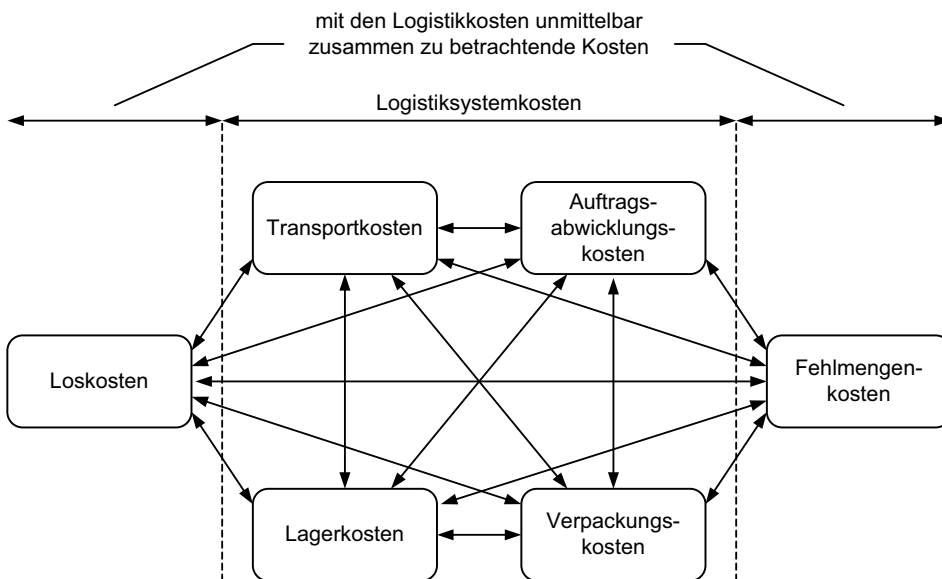 mit den Logistikkosten unmittelbar
zusammen zu betrachtende Kosten
Logistiksystemkosten
Transportkosten
Auftrags-
abwicklungs-
kosten
Loskosten
Fehlmengen-
kosten
Lagerkosten
Verpackungs-
kosten